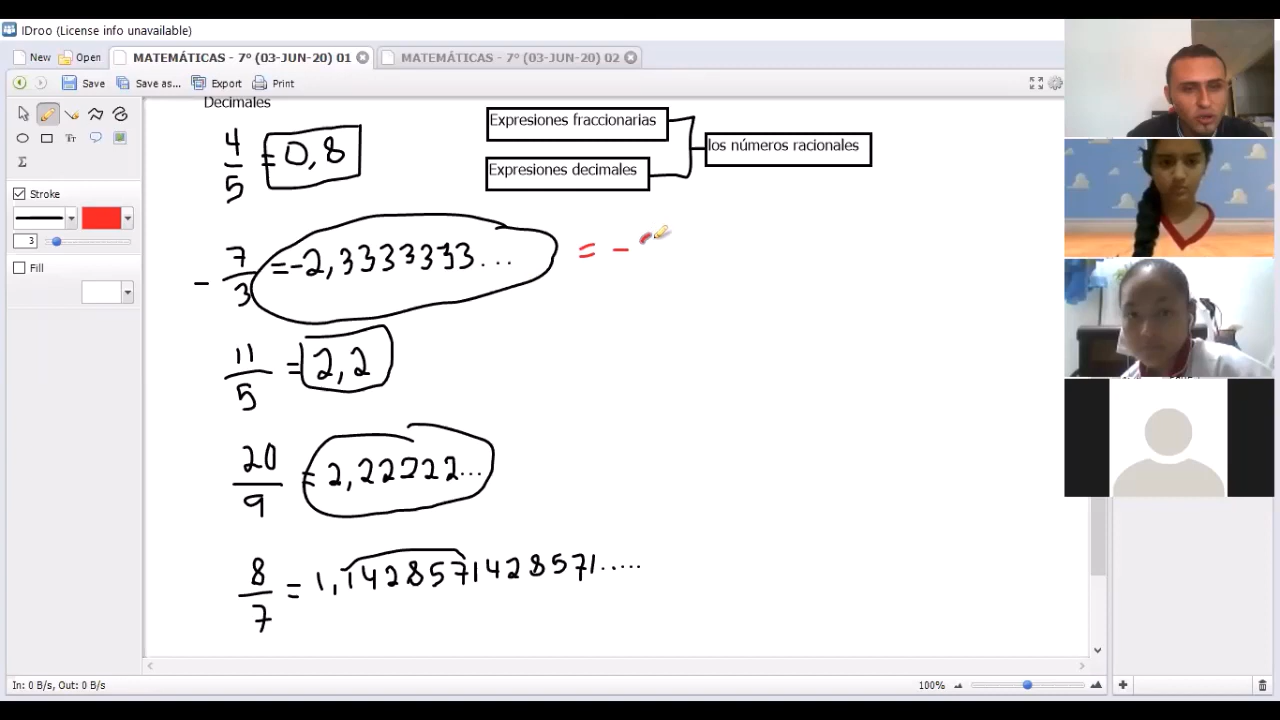 IDroo (License info unavailable)
New Open MATEMÁTICAS - 7º (03-JUN-20) 01 MATEMÁTICAS - 7º (03-JUN-20) 02
Save Save as... Export Print
Decimales
Expresiones fraccionarias
los números racionales
Expresiones decimales
4/5 = 0,8
- 7/3 = -2,3333333... = -
11/5 = 2,2
20/9 = 2,22222...
8/7 = 1,1428571428571.....
Tт
Σ
Stroke
3
Fill
In: 0 B/s, Out: 0 B/s
100%